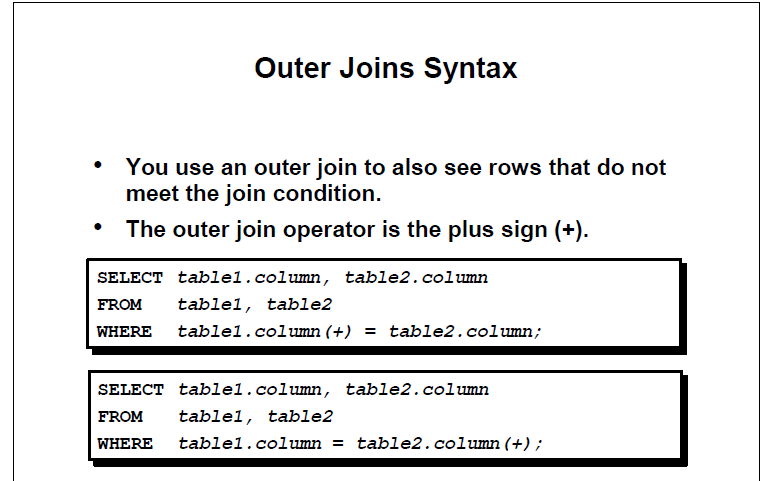 Outer Joins Syntax
• You use an outer join to also see rows that do not
meet the join condition.
• The outer join operator is the plus sign (+).
SELECT table1.column, table2.column
FROM table1, table2
WHERE table1.column(+) = table2.column;
SELECT table1.column, table2.column
FROM table1, table2
WHERE table1.column = table2.column(+);